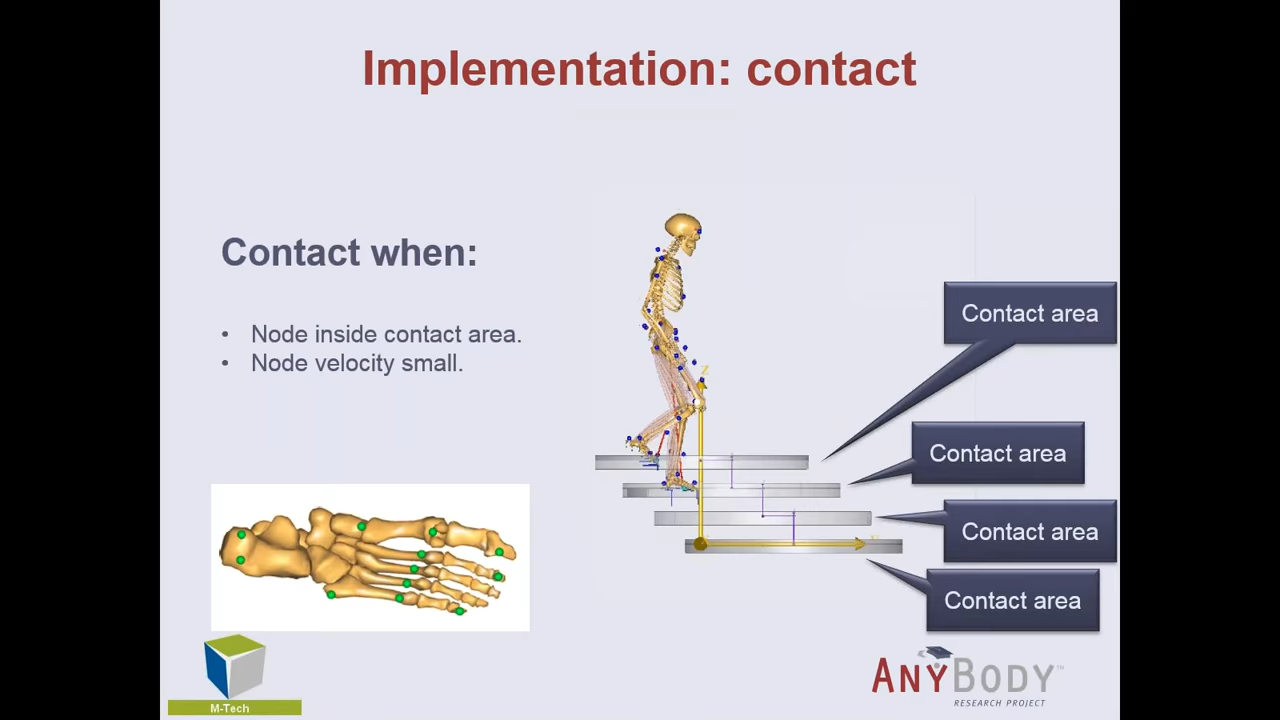 Implementation: contact
Contact when:
• Node inside contact area.
• Node velocity small.
Z
Contact area
Contact area
Contact area
Contact area
M-Tech
ANYBODY™
RESEARCH PROJECT